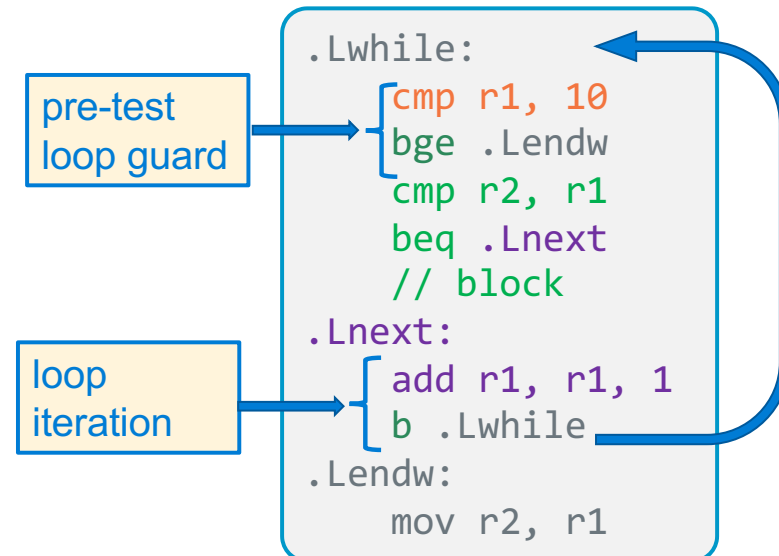 .Lwhile:
pre-test
loop guard
cmp r1, 10
bge .Lendw
cmp r2, r1
beq .Lnext
// block
.Lnext:
loop
iteration
add r1, r1, 1
b .Lwhile
.Lendw:
mov r2, r1